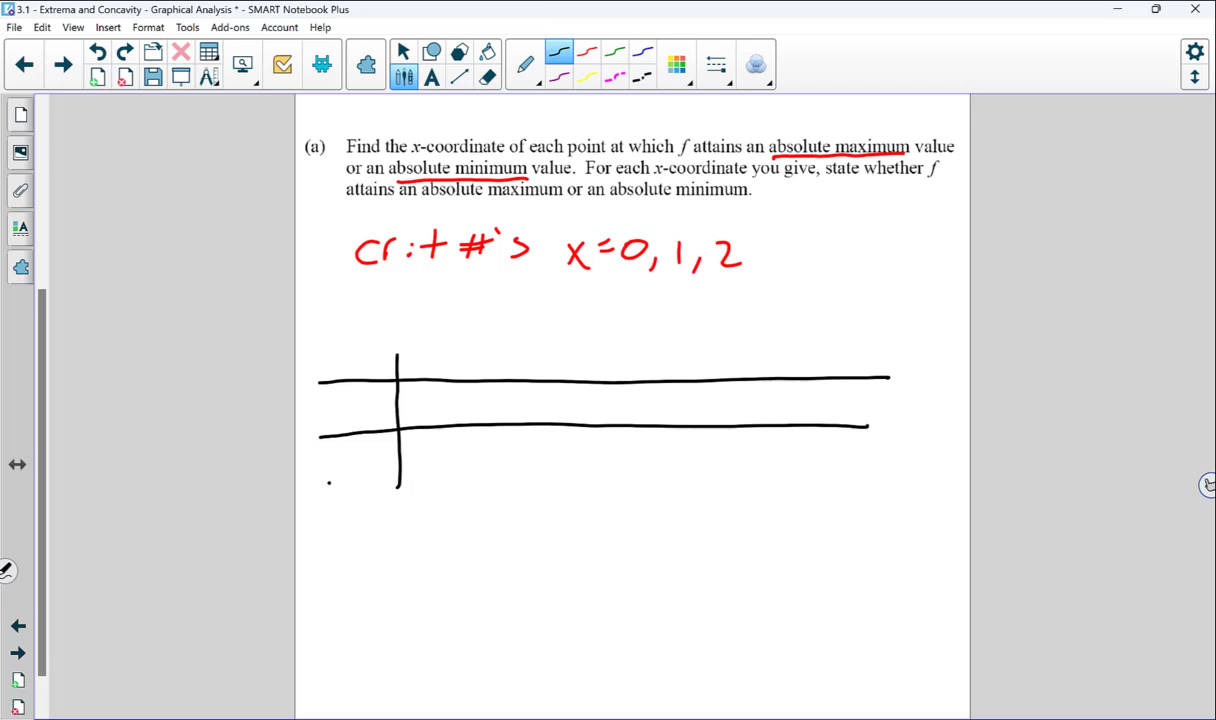 3.1 - Extrema and Concavity - Graphical Analysis * - SMART Notebook Plus
File Edit View Insert Format Tools Add-ons Account Help
(a) Find the x-coordinate of each point at which f attains an absolute maximum value
or an absolute minimum value. For each x-coordinate you give, state whether f
attains an absolute maximum or an absolute minimum.
crit #'s x=0, 1, 2